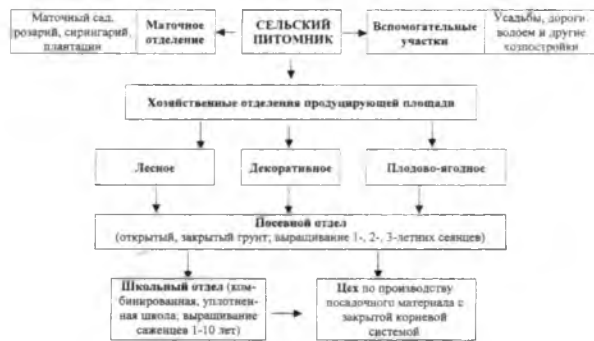 Маточный сад,
розарий, сирингарий,
плантации
Маточное
отделение
СЕЛЬСКИЙ
ПИТОМНИК
Вспомогательные
участки
Усадьбы, дороги
водоем и другие
хозпостройки
Хозяйственные отделения продуцирующей площади
Лесное
Декоративное
Плодово-ягодное
Посевной отдел
(открытый, закрытый грунт; выращивание 1-, 2-, 3-летних сеянцев)
Школьный отдел (ком-
бинированная, уплотнен-
ная школа; выращивание
саженцев 1-10 лет)
Цех по производству
посадочного материала с
закрытой корневой
системой